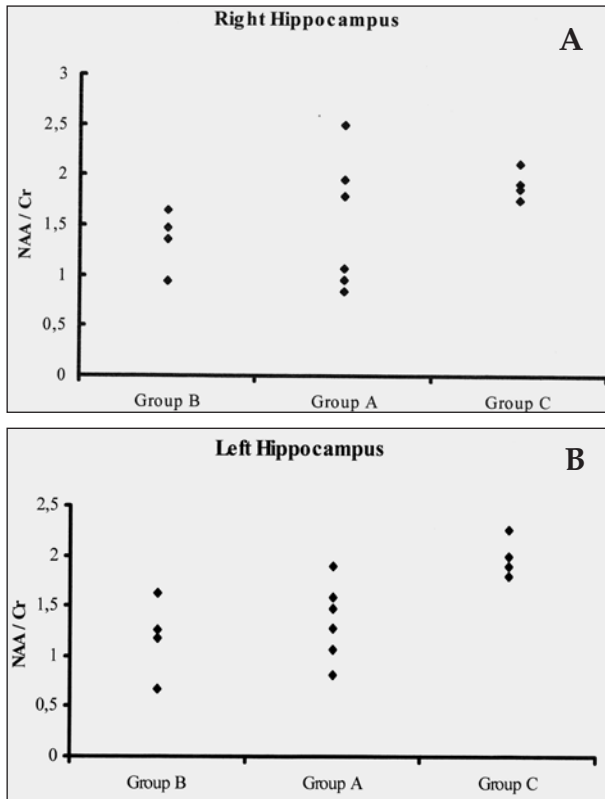 Right Hippocampus
A
NAA / Cr
3
2,5
2
1,5
1
0,5
0
Group B Group A Group C
Left Hippocampus
B
NAA / Cr
2,5
2
1,5
1
0,5
0
Group B Group A Group C